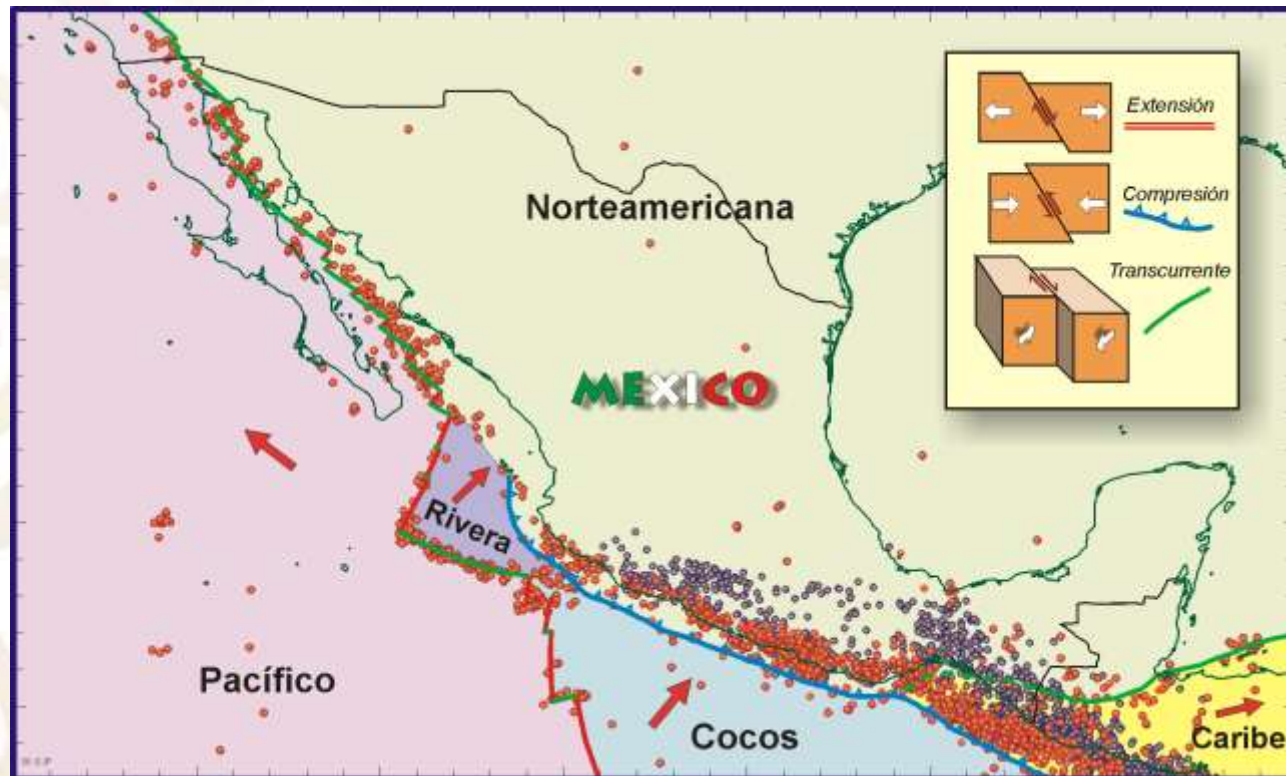 Extensión
Compresión
Transcurrente
Norteamericana
MEXICO
Rivera
Pacífico
Cocos
Caribe